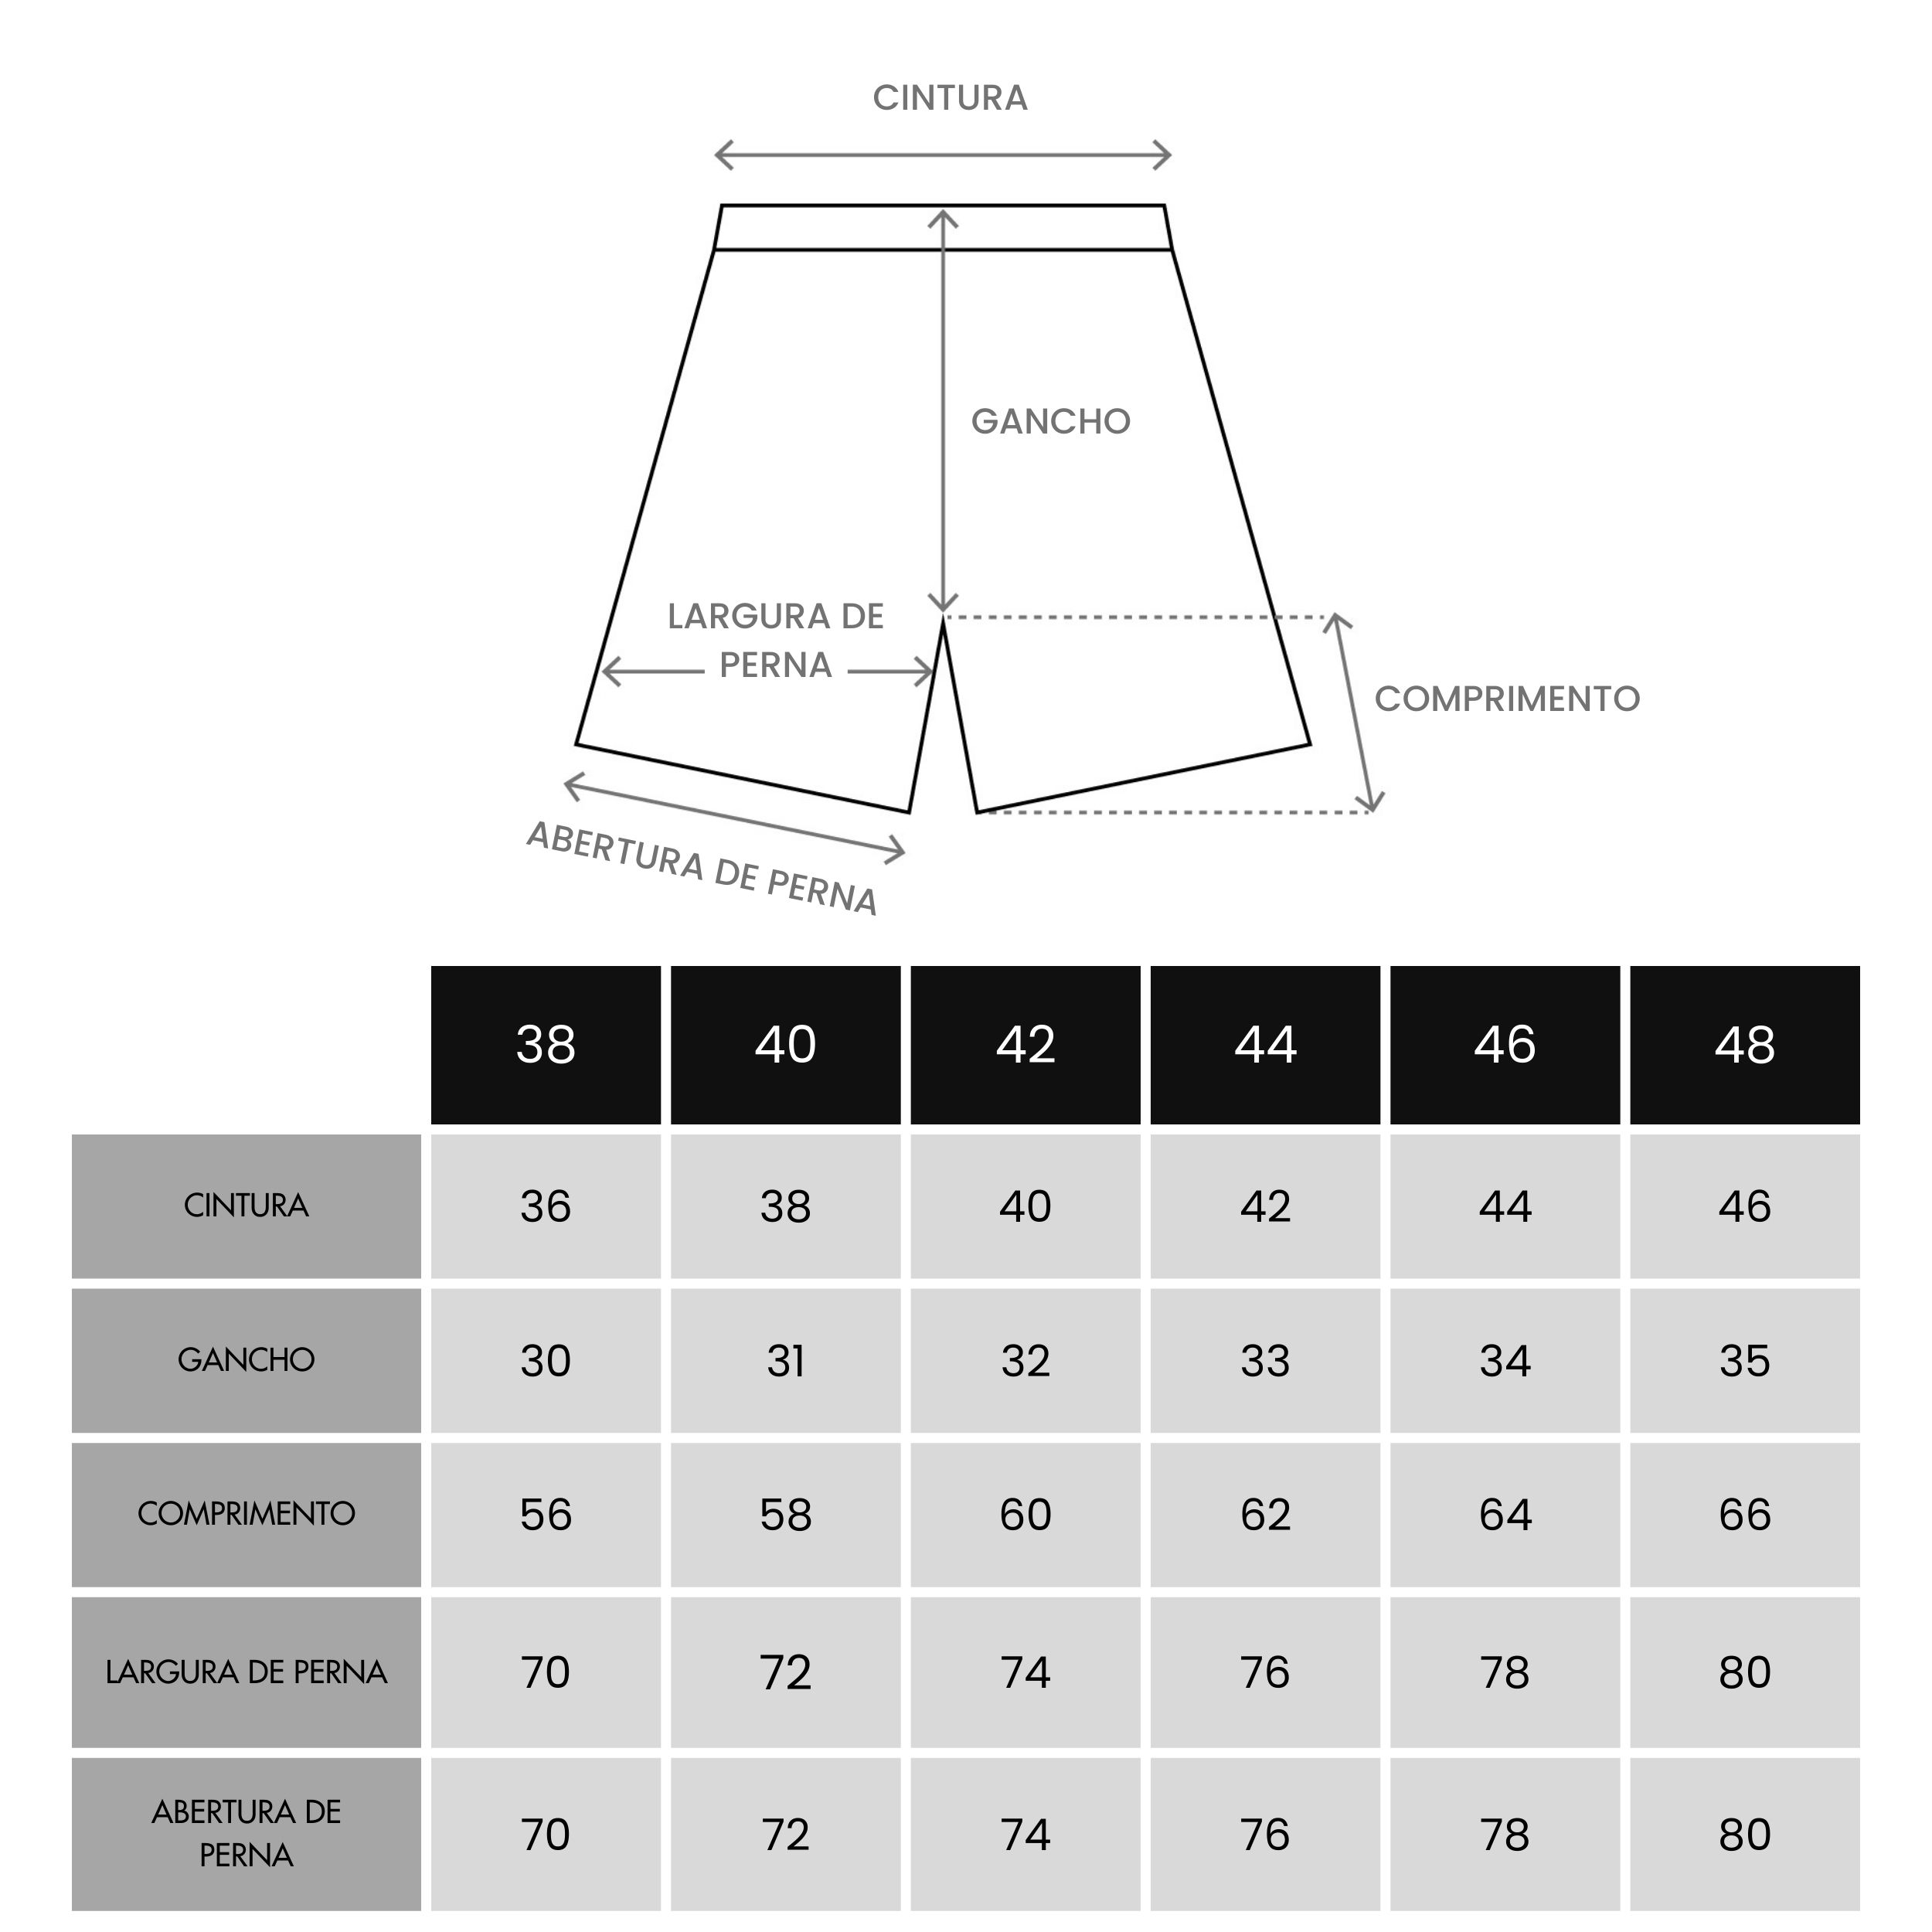 CINTURA
GANCHO
LARGURA DE
PERNA
COMPRIMENTO
ABERTURA DE PERNA
38 40 42 44 46 48
CINTURA 36 38 40 42 44 46
GANCHO 30 31 32 33 34 35
COMPRIMENTO 56 58 60 62 64 66
LARGURA DE PERNA 70 72 74 76 78 80
ABERTURA DE
PERNA 70 72 74 76 78 80